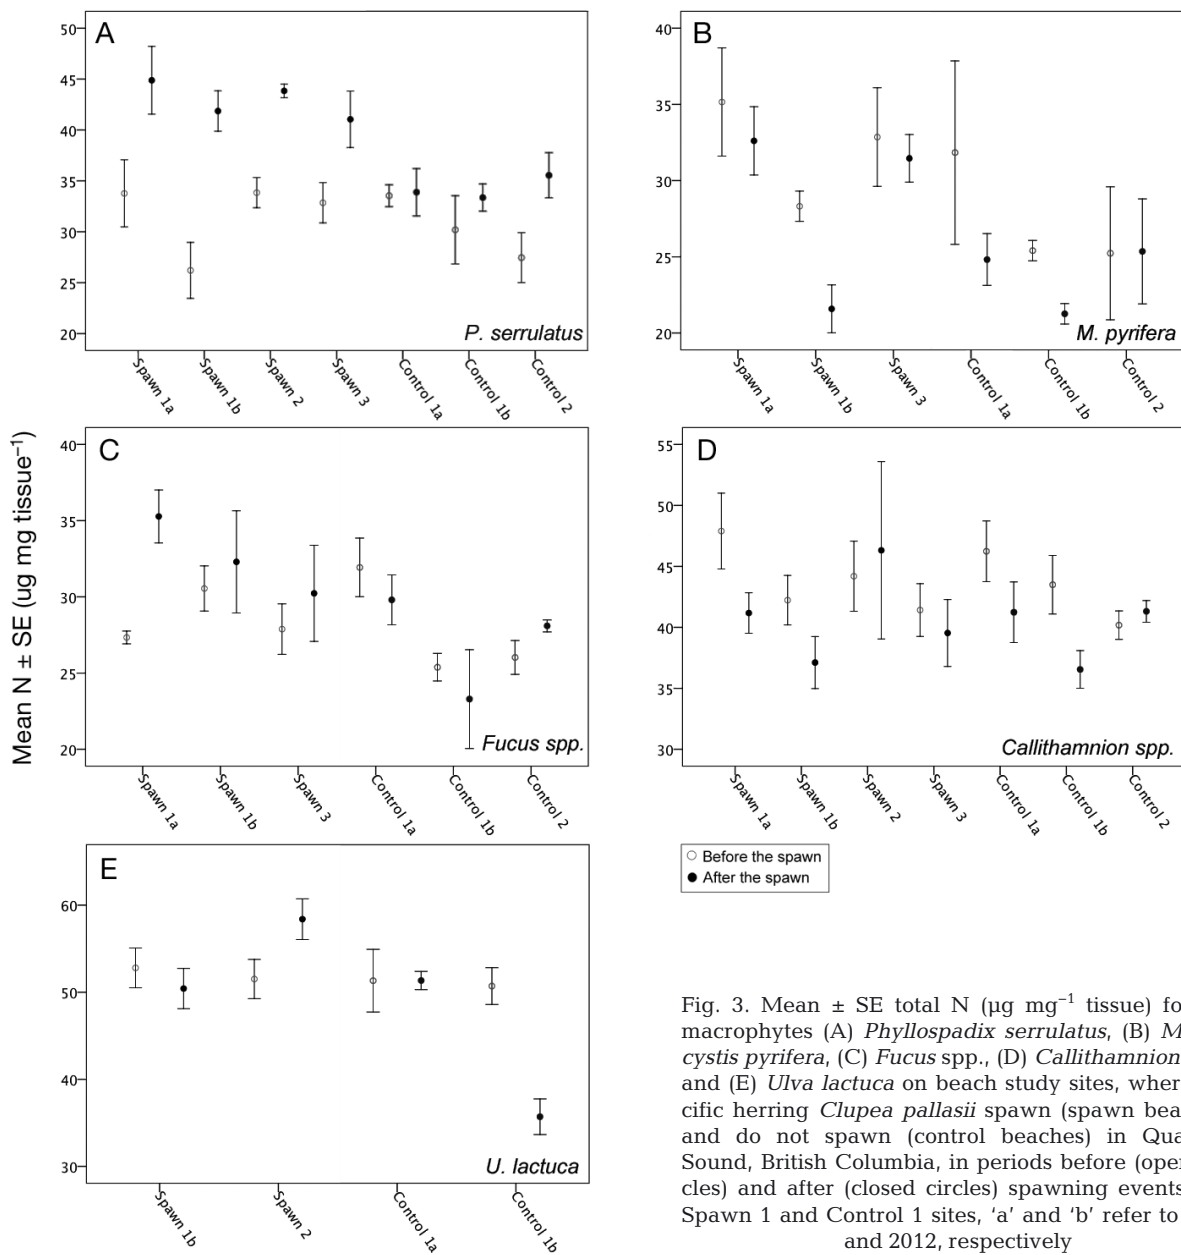 Mean N ± SE (ug mg tissue⁻¹)
A
50
45
40
35
30
25
20
P. serrulatus
Spawn 1a
Spawn 1b
Spawn 2
Spawn 3
Control 1a
Control 1b
Control 2
B
40
35
30
25
20
M. pyrifera
Spawn 1a
Spawn 1b
Spawn 3
Control 1a
Control 1b
Control 2
C
40
35
30
25
20
Fucus spp.
Spawn 1a
Spawn 1b
Spawn 3
Control 1a
Control 1b
Control 2
D
55
50
45
40
35
30
Callithamnion spp.
Spawn 1a
Spawn 1b
Spawn 2
Spawn 3
Control 1a
Control 1b
Control 2
E
60
50
40
30
U. lactuca
Spawn 1b
Spawn 2
Control 1a
Control 1b
Before the spawn
After the spawn
Fig. 3. Mean ± SE total N (µg mg⁻¹ tissue) fo
macrophytes (A) Phyllospadix serrulatus, (B) M
cystis pyrifera, (C) Fucus spp., (D) Callithamnion
and (E) Ulva lactuca on beach study sites, wher
cific herring Clupea pallasii spawn (spawn bea
and do not spawn (control beaches) in Qua
Sound, British Columbia, in periods before (oper
cles) and after (closed circles) spawning events
Spawn 1 and Control 1 sites, ‘a’ and ‘b’ refer to
and 2012, respectively